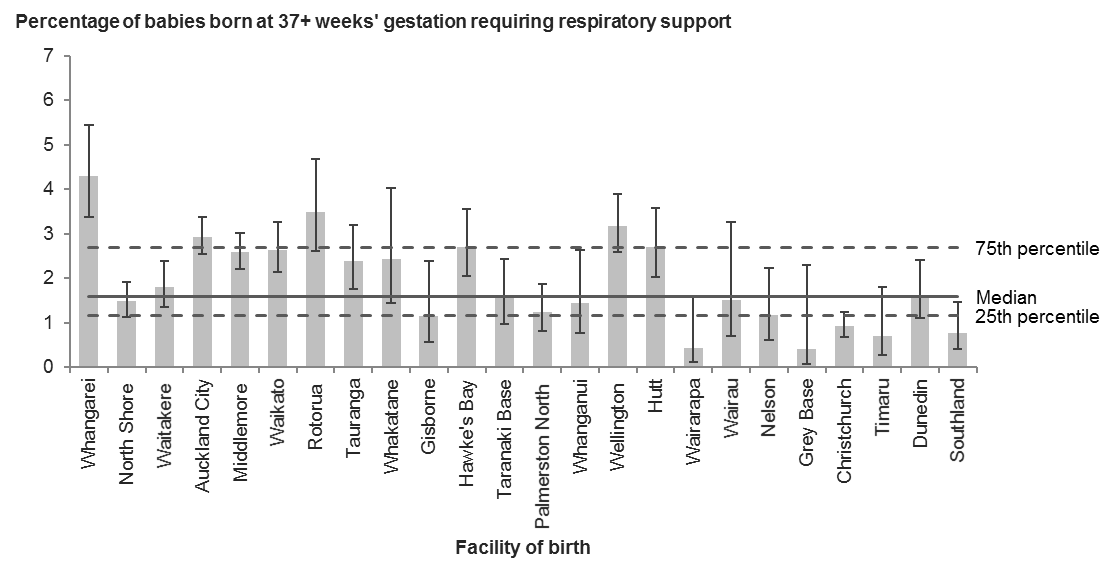 Percentage of babies born at 37+ weeks' gestation requiring respiratory support
7
6
5
4
3
2
1
0
75th percentile
Median
25th percentile
Whangarei
North Shore
Waitakere
Auckland City
Middlemore
Waikato
Rotorua
Tauranga
Whakatane
Gisborne
Hawke's Bay
Taranaki Base
Palmerston North
Whanganui
Wellington
Hutt
Wairarapa
Wairau
Nelson
Grey Base
Christchurch
Timaru
Dunedin
Southland
Facility of birth